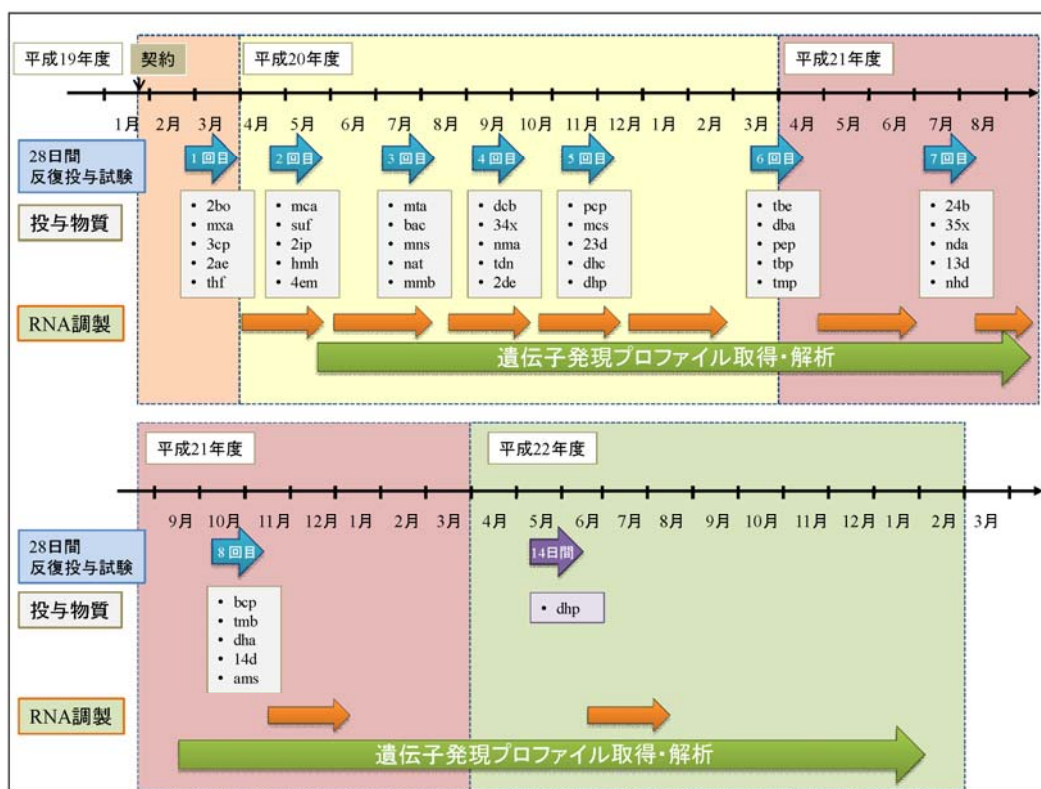 平成19年度 契約 平成20年度 平成21年度
1月 2月 3月 4月 5月 6月 7月 8月 9月 10月 11月 12月 1月 2月 3月 4月 5月 6月 7月 8月
28日間
反復投与試験
1回目 2回目 3回目 4回目 5回目 6回目 7回目
投与物質
• 2bo
• mxa
• 3cp
• 2ae
• thf
• mca
• suf
• 2ip
• hmh
• 4em
• mta
• bac
• mns
• nat
• mmb
• dcb
• 34x
• nma
• tdn
• 2de
• pcp
• mcs
• 23d
• dhc
• dhp
• tbe
• dba
• pep
• tbp
• tmp
• 24b
• 35x
• nda
• 13d
• nhd
RNA調製
遺伝子発現プロファイル取得・解析
平成21年度 平成22年度
9月 10月 11月 12月 1月 2月 3月 4月 5月 6月 7月 8月 9月 10月 11月 12月 1月 2月 3月
28日間
反復投与試験
8回目 14日間
投与物質
• bcp
• tmb
• dha
• 14d
• ams
• dhp
RNA調製
遺伝子発現プロファイル取得・解析